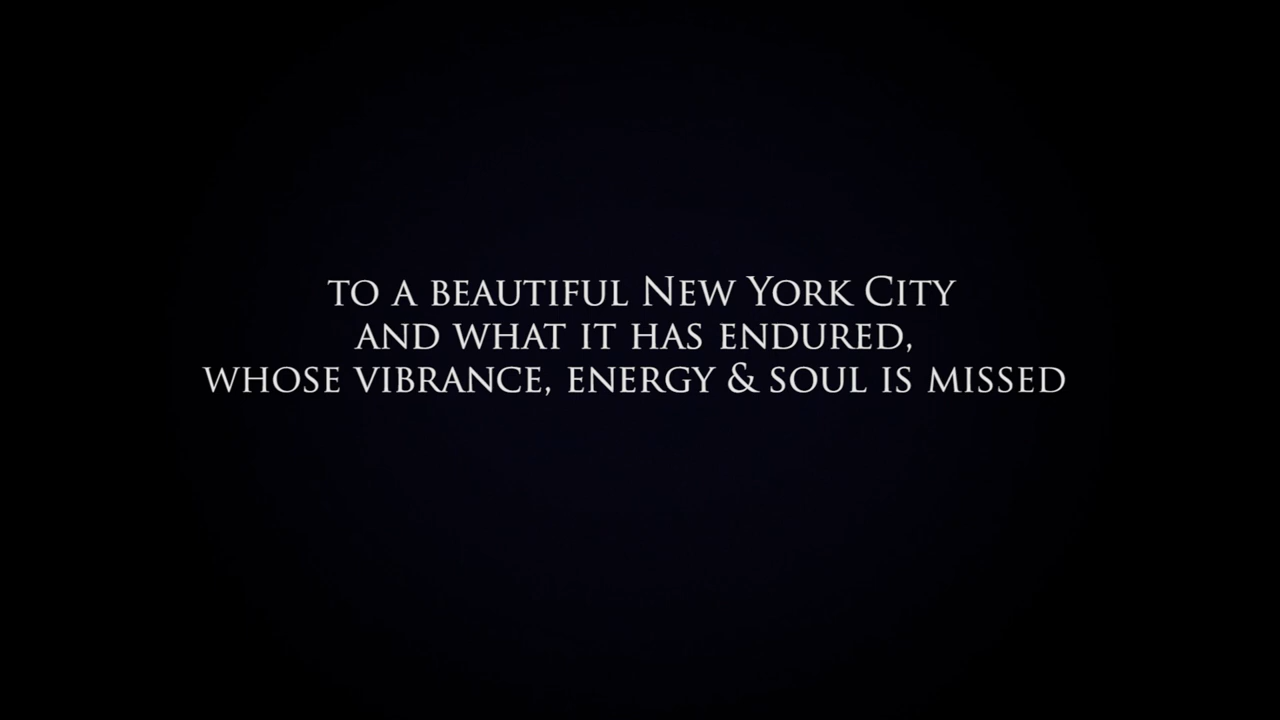 TO A BEAUTIFUL NEW YORK CITY
AND WHAT IT HAS ENDURED,
WHOSE VIBRANCE, ENERGY & SOUL IS MISSED